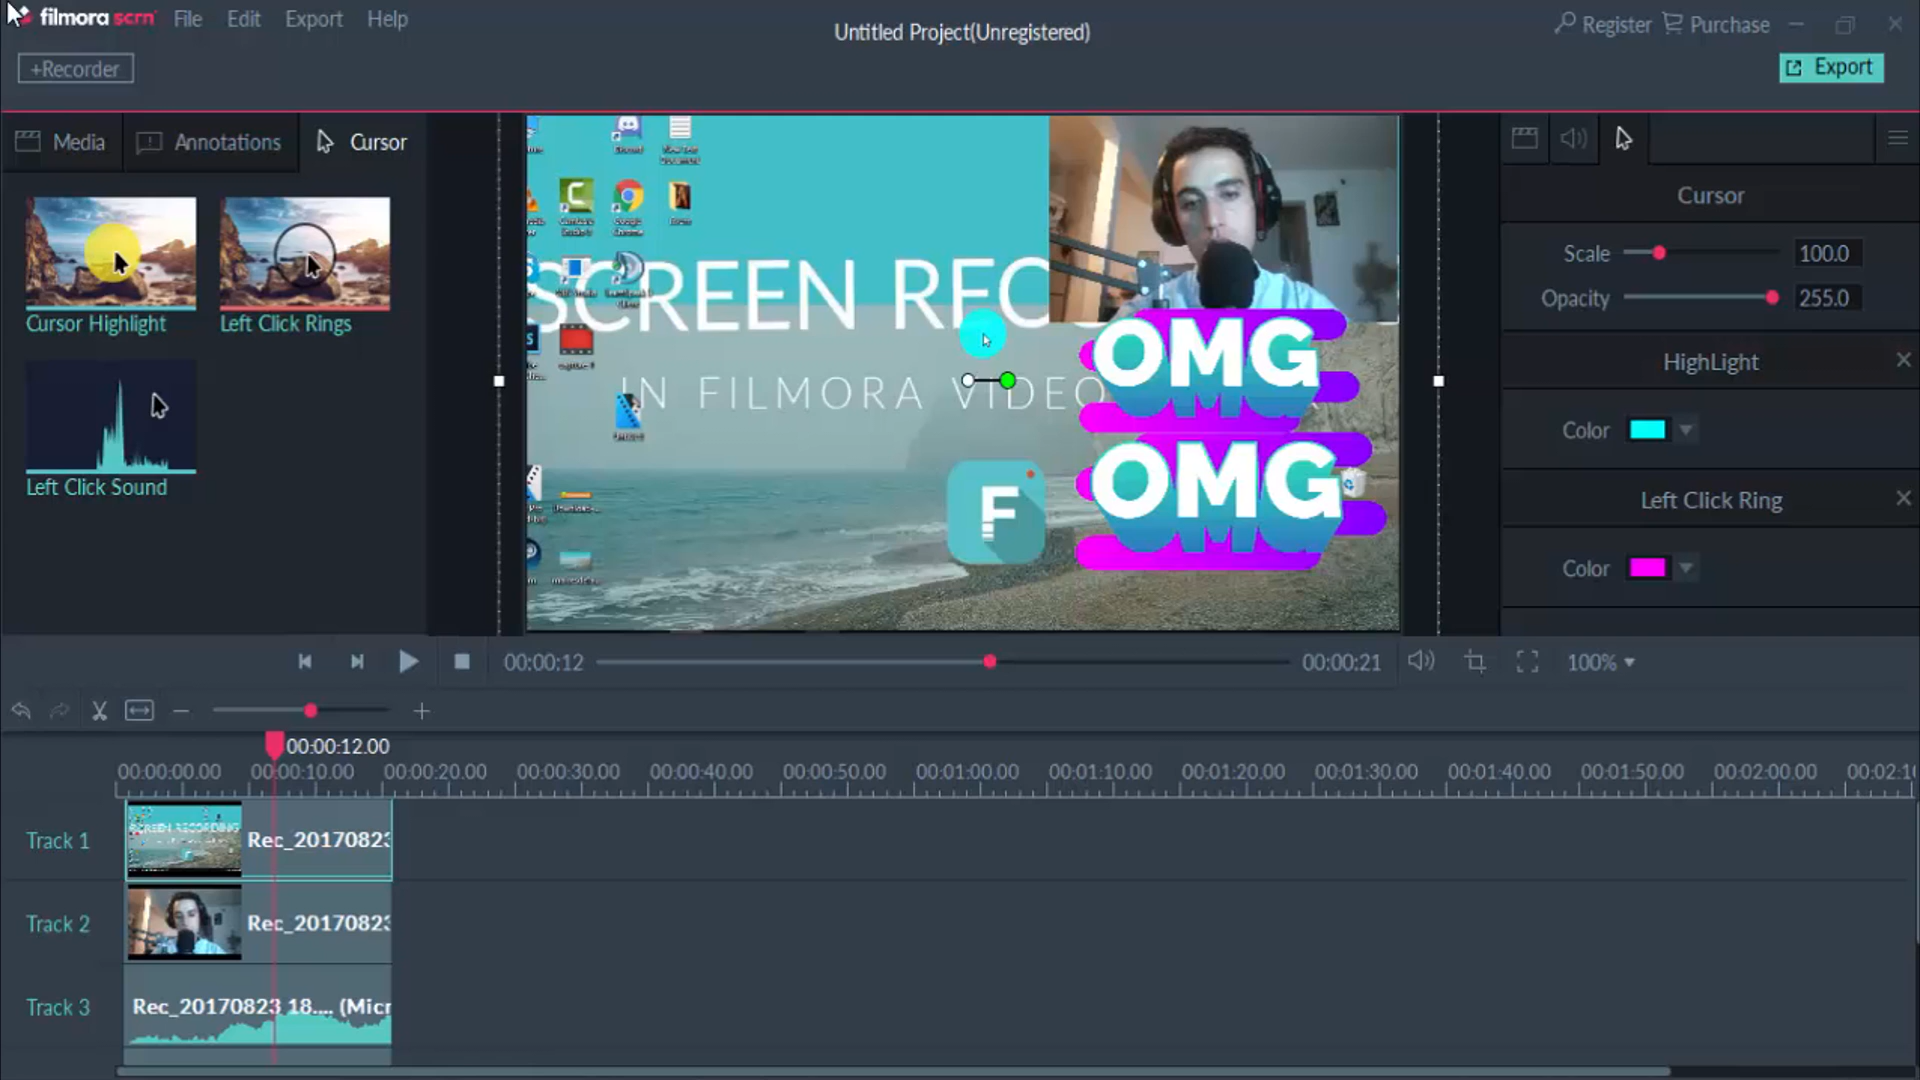 filmora scrn File Edit Export Help
Untitled Project(Unregistered)
Register Purchase
+Recorder
Export
Media Annotations Cursor
Cursor Highlight
Left Click Rings
Left Click Sound
SCREEN REC
IN FILMORA VIDEO
OMG
OMG
F
Cursor
Scale 100.0
Opacity 255.0
HighLight
Color
Left Click Ring
Color
00:00:12
00:00:21
100%
00:00:12.00
00:00:00.00 00:00:10.00 00:00:20.00 00:00:30.00 00:00:40.00 00:00:50.00 00:01:00.00 00:01:10.00 00:01:20.00 00:01:30.00 00:01:40.00 00:01:50.00 00:02:00.00 00:02:1
Track 1
Rec_20170823
Track 2
Rec_20170823
Track 3
Rec_20170823 18.... (Micr